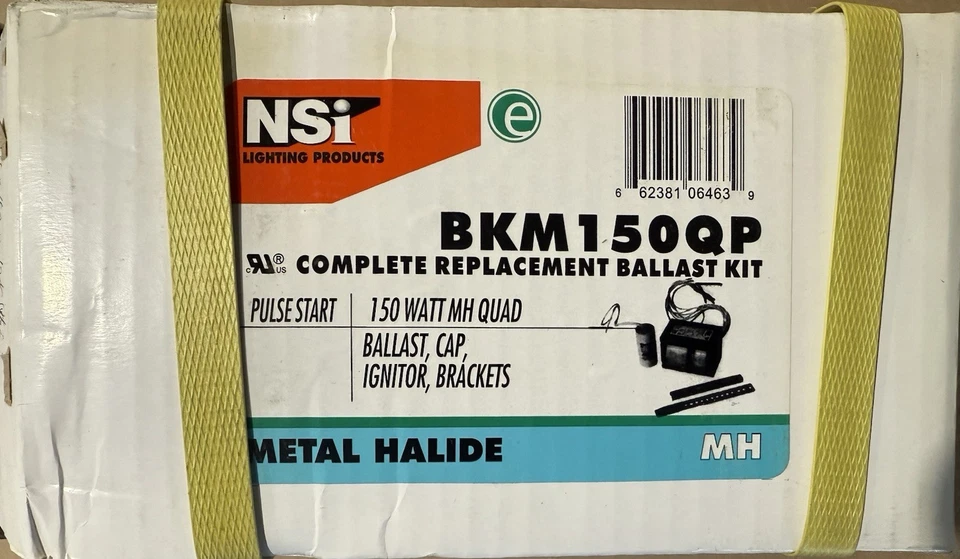 NSi
LIGHTING PRODUCTS
e
6 62381 06463 9
BKM150QP
c RU ® US COMPLETE REPLACEMENT BALLAST KIT
PULSE START 150 WATT MH QUAD
BALLAST, CAP,
IGNITOR, BRACKETS
METAL HALIDE MH